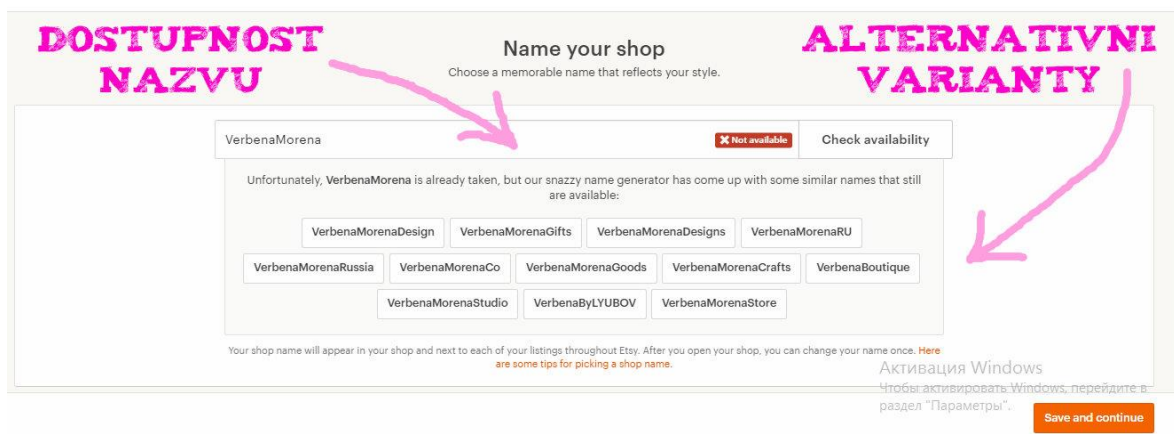 DOSTUPNOST
NAZVU
Name your shop
Choose a memorable name that reflects your style.
ALTERNATIVNI
VARIANTY
VerbenaMorena
Not available
Check availability
Unfortunately, VerbenaMorena is already taken, but our snazzy name generator has come up with some similar names that still
are available:
VerbenaMorenaDesign VerbenaMorenaGifts VerbenaMorenaDesigns VerbenaMorenaRU
VerbenaMorenaRussia VerbenaMorenaCo VerbenaMorenaGoods VerbenaMorenaCrafts VerbenaBoutique
VerbenaMorenaStudio VerbenaByLYUBOV VerbenaMorenaStore
Your shop name will appear in your shop and next to each of your listings throughout Etsy. After you open your shop, you can change your name once. Here
are some tips for picking a shop name.
Активация Windows
Чтобы активировать Windows, перейдите в
раздел "Параметры".
Save and continue